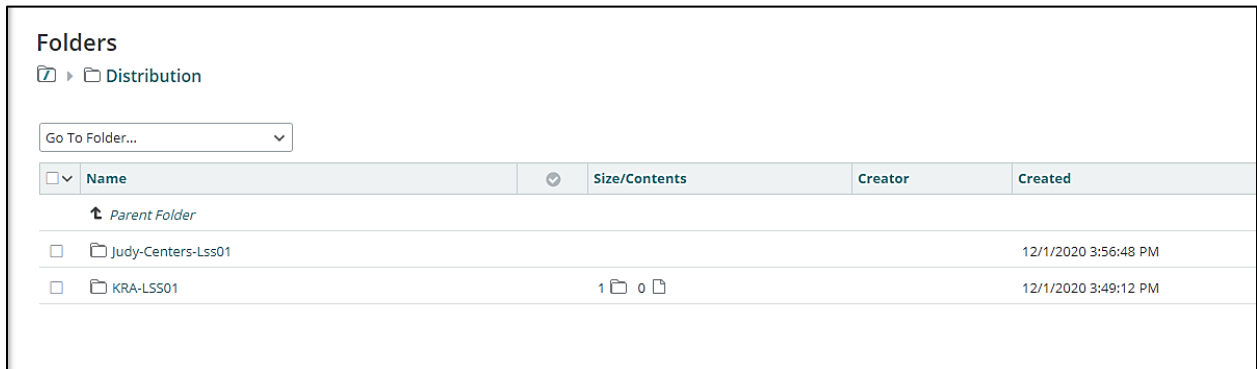 Folders
Distribution
Go To Folder...
Name Size/Contents Creator Created
Parent Folder
Judy-Centers-Lss01 12/1/2020 3:56:48 PM
KRA-LSS01 1 0 12/1/2020 3:49:12 PM